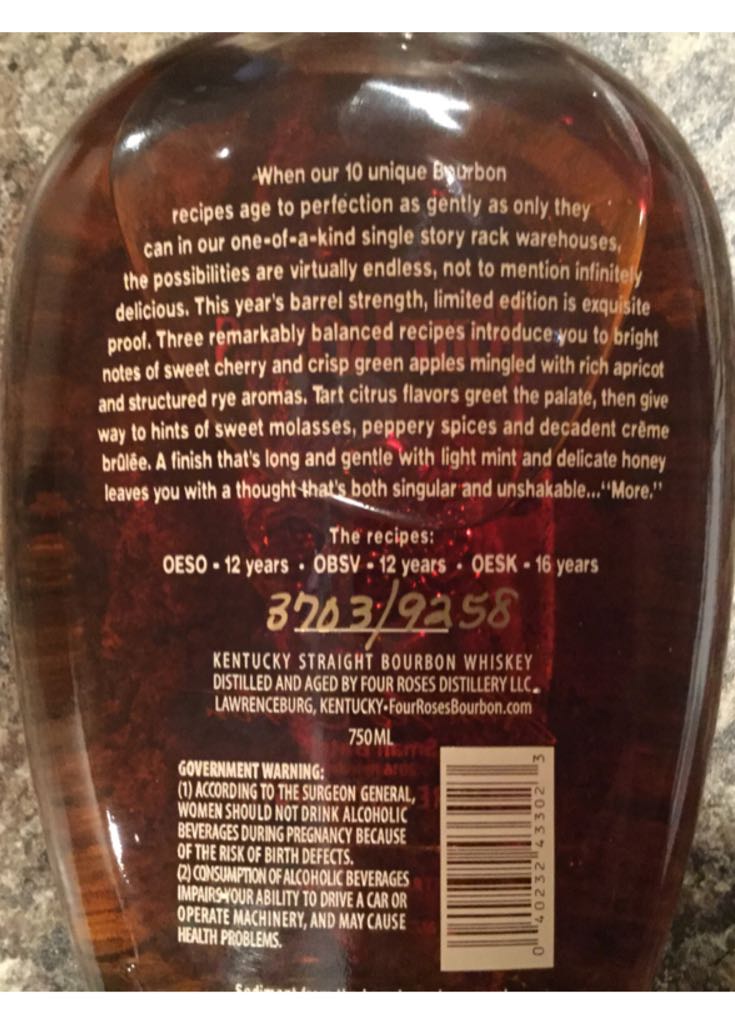 When our 10 unique Bourbon
recipes age to perfection as gently as only they
can in our one-of-a-kind single story rack warehouses,
the possibilities are virtually endless, not to mention infinitely
delicious. This year's barrel strength, limited edition is exquisite
proof. Three remarkably balanced recipes introduce you to bright
notes of sweet cherry and crisp green apples mingled with rich apricot
and structured rye aromas. Tart citrus flavors greet the palate, then give
way to hints of sweet molasses, peppery spices and decadent crème
brûlée. A finish that's long and gentle with light mint and delicate honey
leaves you with a thought that's both singular and unshakable..."More."
The recipes:
OESO - 12 years • OBSV - 12 years • OESK - 16 years
3703/9258
KENTUCKY STRAIGHT BOURBON WHISKEY
DISTILLED AND AGED BY FOUR ROSES DISTILLERY LLC.
LAWRENCEBURG, KENTUCKY•FourRosesBourbon.com
750 ML
GOVERNMENT WARNING:
(1) ACCORDING TO THE SURGEON GENERAL,
WOMEN SHOULD NOT DRINK ALCOHOLIC
BEVERAGES DURING PREGNANCY BECAUSE
OF THE RISK OF BIRTH DEFECTS.
(2) CONSUMPTION OF ALCOHOLIC BEVERAGES
IMPAIRS YOUR ABILITY TO DRIVE A CAR OR
OPERATE MACHINERY, AND MAY CAUSE
HEALTH PROBLEMS.
0 40232 43302 3
Sediment from the